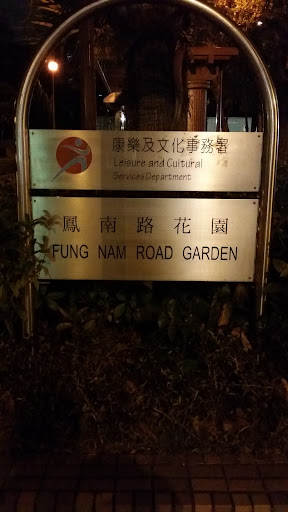 康樂及文化事務署
Leisure and Cultural
Services Department
鳳南路花園
FUNG NAM ROAD GARDEN